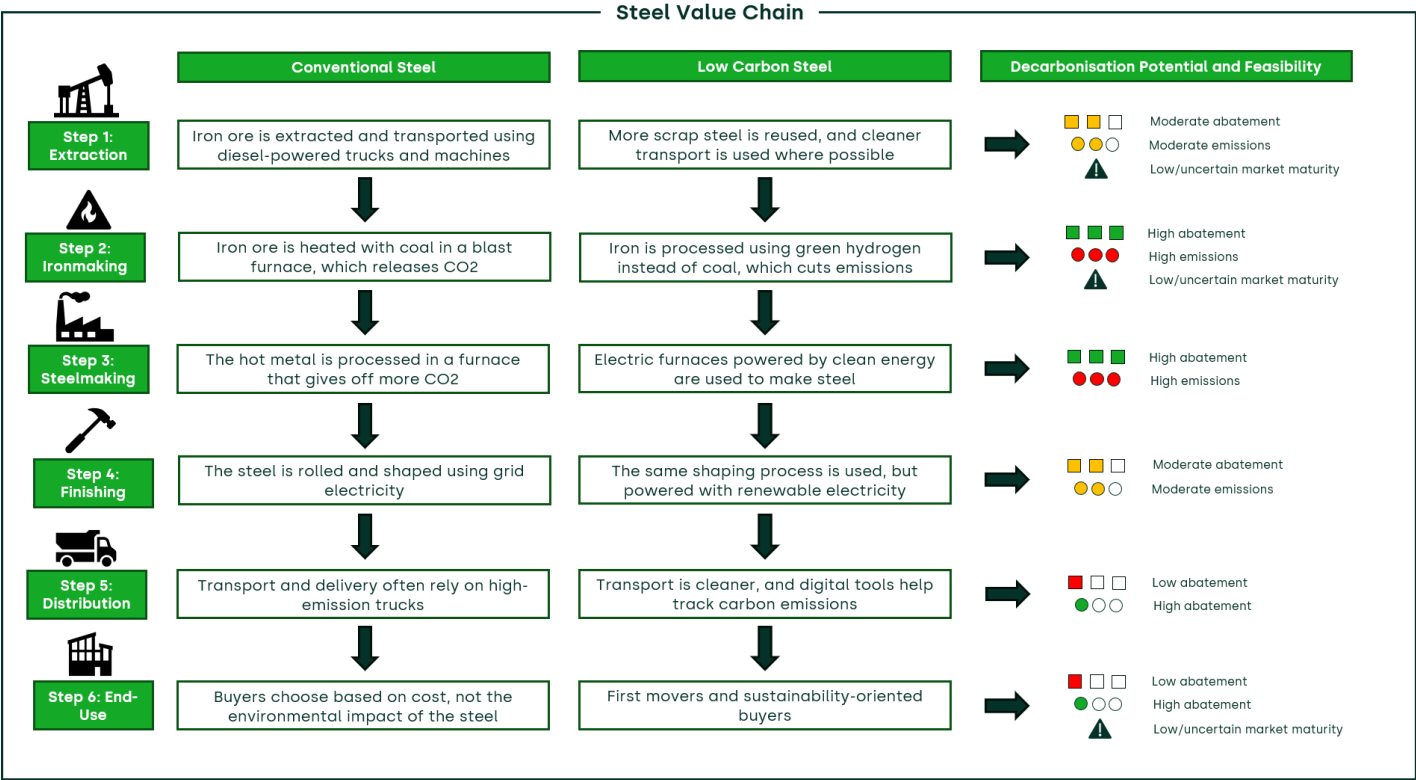 Steel Value Chain
Conventional Steel
Low Carbon Steel
Decarbonisation Potential and Feasibility
Step 1:
Extraction
Iron ore is extracted and transported using
diesel-powered trucks and machines
More scrap steel is reused, and cleaner
transport is used where possible
Moderate abatement
Moderate emissions
Low/uncertain market maturity
Step 2:
Ironmaking
Iron ore is heated with coal in a blast
furnace, which releases CO2
Iron is processed using green hydrogen
instead of coal, which cuts emissions
High abatement
High emissions
Low/uncertain market maturity
Step 3:
Steelmaking
The hot metal is processed in a furnace
that gives off more CO2
Electric furnaces powered by clean energy
are used to make steel
High abatement
High emissions
Step 4:
Finishing
The steel is rolled and shaped using grid
electricity
The same shaping process is used, but
powered with renewable electricity
Moderate abatement
Moderate emissions
Step 5:
Distribution
Transport and delivery often rely on high-
emission trucks
Transport is cleaner, and digital tools help
track carbon emissions
Low abatement
High abatement
Step 6: End-
Use
Buyers choose based on cost, not the
environmental impact of the steel
First movers and sustainability-oriented
buyers
Low abatement
High abatement
Low/uncertain market maturity